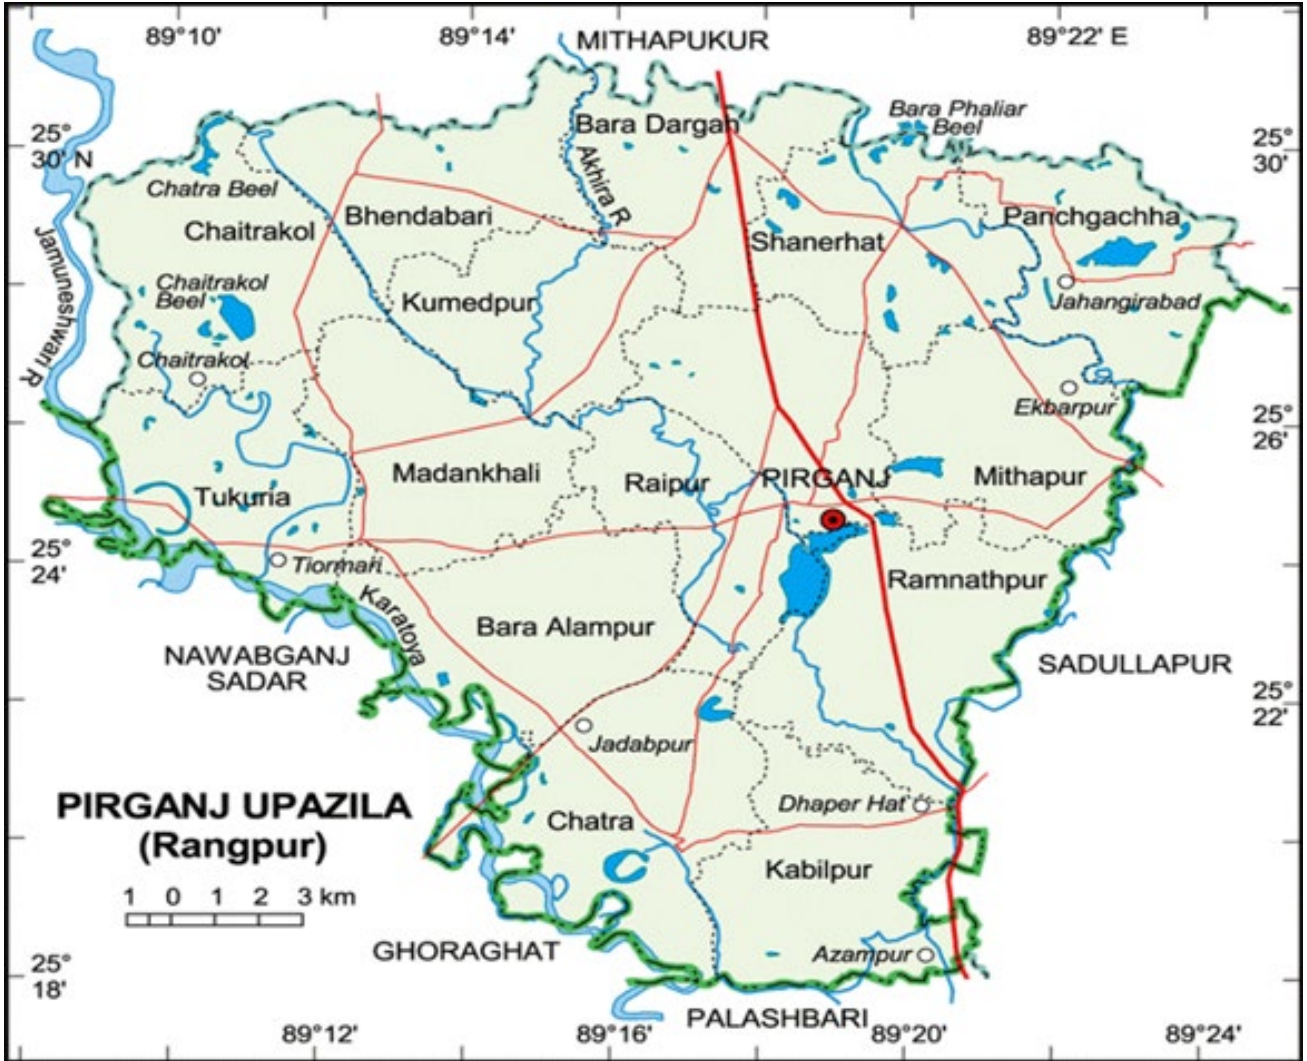 89°10'
89°14'
MITHAPUKUR
89°22' E
25°
30' N
Bara Dargah
Bara Phaliar
Beel
25°
30'
Akhira R
Chatra Beel
Chaitrakol
Bhendabari
Shanerhat
Panchgachha
Jamuneshwari R
Chaitrakol
Beel
Kumedpur
Jahangirabad
Chaitrakol
Ekbarpur
25°
26'
Tukuria
Madankhali
Raipur
PIRGANJ
Mithapur
25°
24'
Tiormari
Karatoya
Ramnathpur
Bara Alampur
NAWABGANJ
SADAR
SADULLAPUR
25°
22'
Jadabpur
PIRGANJ UPAZILA
(Rangpur)
Chatra
Dhaper Hat
Kabilpur
1 0 1 2 3 km
GHORAGHAT
Azampur
25°
18'
PALASHBARI
89°12'
89°16'
89°20'
89°24'